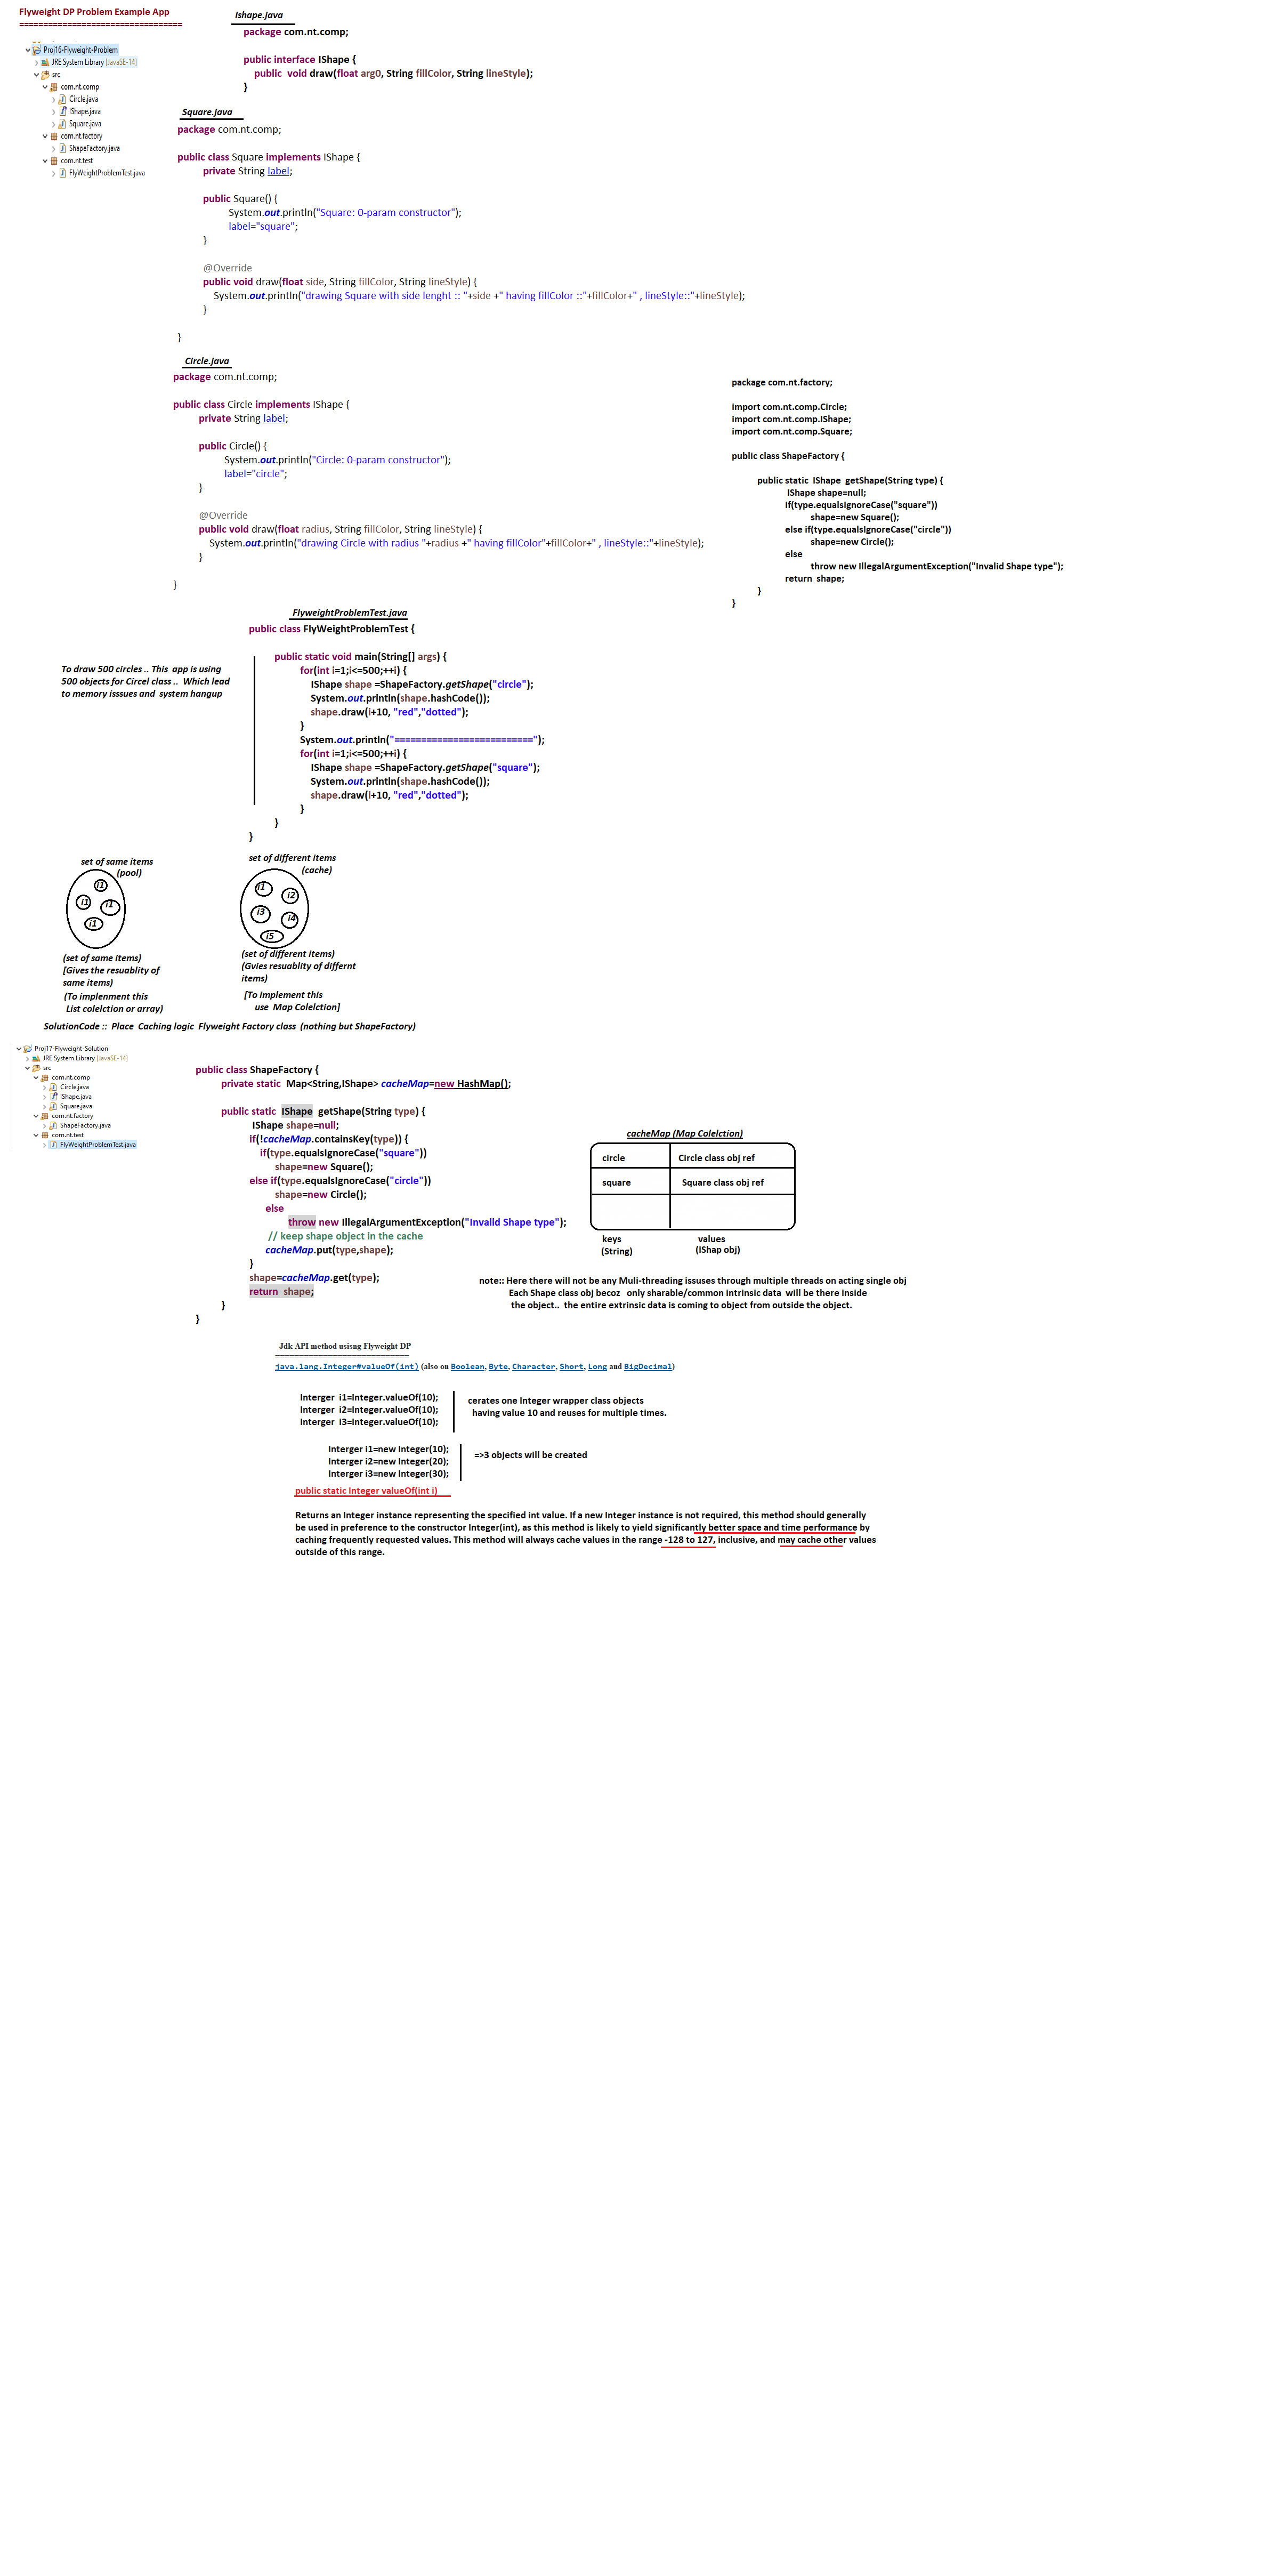 Flyweight DP Problem Example App
==================================
Proj16-Flyweight-Problem
JRE System Library [JavaSE-14]
src
com.nt.comp
Circle.java
IShape.java
Square.java
com.nt.factory
ShapeFactory.java
com.nt.test
FlyWeightProblemTest.java
Ishape.java
package com.nt.comp;
public interface IShape {
public  void draw(float arg0, String fillColor, String lineStyle);
}
Square.java
package com.nt.comp;
public class Square implements IShape {
private String label;
public Square() {
System.out.println("Square: 0-param constructor");
label="square";
}
@Override
public void draw(float side, String fillColor, String lineStyle) {
System.out.println("drawing Square with side lenght :: "+side +" having fillColor ::"+fillColor+" , lineStyle::"+lineStyle);
}
}
Circle.java
package com.nt.comp;
public class Circle implements IShape {
private String label;
public Circle() {
System.out.println("Circle: 0-param constructor");
label="circle";
}
@Override
public void draw(float radius, String fillColor, String lineStyle) {
System.out.println("drawing Circle with radius "+radius +" having fillColor"+fillColor+" , lineStyle::"+lineStyle);
}
}
package com.nt.factory;
import com.nt.comp.Circle;
import com.nt.comp.IShape;
import com.nt.comp.Square;
public class ShapeFactory {
public static  IShape  getShape(String type) {
IShape shape=null;
if(type.equalsIgnoreCase("square"))
shape=new Square();
else if(type.equalsIgnoreCase("circle"))
shape=new Circle();
else
throw new IllegalArgumentException("Invalid Shape type");
return  shape;
}
}
FlyweightProblemTest.java
public class FlyWeightProblemTest {
public static void main(String[] args) {
for(int i=1;i<=500;++i) {
IShape shape =ShapeFactory.getShape("circle");
System.out.println(shape.hashCode());
shape.draw(i+10, "red","dotted");
}
System.out.println("==========================");
for(int i=1;i<=500;++i) {
IShape shape =ShapeFactory.getShape("square");
System.out.println(shape.hashCode());
shape.draw(i+10, "red","dotted");
}
}
}
To draw 500 circles .. This  app is using
500 objects for Circel class ..  Which lead
to memory isssues and  system hangup
set of same items
(pool)
i1
i1
i1
i1
(set of same items)
[Gives the resuablity of
same items)
(To implenment this
List colelction or array)
set of different items
(cache)
i1
i2
i3
i4
i5
(set of different items)
(Gvies resuablity of differnt
items)
[To implement this
use  Map Colelction]
SolutionCode ::  Place  Caching logic  Flyweight Factory class  (nothing but ShapeFactory)
Proj17-Flyweight-Solution
JRE System Library [JavaSE-14]
src
com.nt.comp
Circle.java
IShape.java
Square.java
com.nt.factory
ShapeFactory.java
com.nt.test
FlyWeightProblemTest.java
public class ShapeFactory {
private static  Map<String,IShape> cacheMap=new HashMap();
public static  IShape  getShape(String type) {
IShape shape=null;
if(!cacheMap.containsKey(type)) {
if(type.equalsIgnoreCase("square"))
shape=new Square();
else if(type.equalsIgnoreCase("circle"))
shape=new Circle();
else
throw new IllegalArgumentException("Invalid Shape type");
// keep shape object in the cache
cacheMap.put(type,shape);
}
shape=cacheMap.get(type);
return  shape;
}
}
cacheMap (Map Colelction)
circle Circle class obj ref
square Square class obj ref
keys values
(String) (IShap obj)
note:: Here there will not be any Muli-threading issuses through multiple threads on acting single obj
Each Shape class obj becoz   only sharable/common intrinsic data  will be there inside
the object..  the entire extrinsic data is coming to object from outside the object.
Jdk API method usisng Flyweight DP
============================
java.lang.Integer#valueOf(int) (also on Boolean, Byte, Character, Short, Long and BigDecimal)
Interger  i1=Integer.valueOf(10);
Interger  i2=Integer.valueOf(10);
Interger  i3=Integer.valueOf(10);
cerates one Integer wrapper class objects
having value 10 and reuses for multiple times.
Interger i1=new Integer(10);
Interger i2=new Integer(20);
Interger i3=new Integer(30);
=>3 objects will be created
public static Integer valueOf(int i)
Returns an Integer instance representing the specified int value. If a new Integer instance is not required, this method should generally
be used in preference to the constructor Integer(int), as this method is likely to yield significantly better space and time performance by
caching frequently requested values. This method will always cache values in the range -128 to 127, inclusive, and may cache other values
outside of this range.